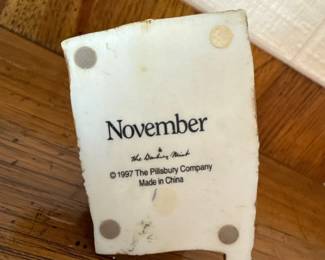 November
the Danbury Mint
© 1997 The Pillsbury Company
Made in China